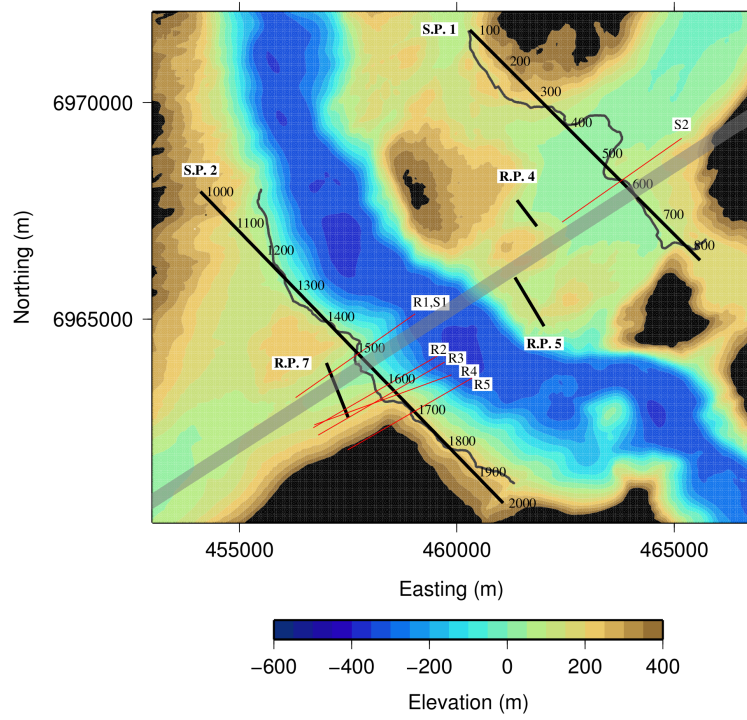 S.P. 1
100
200
300
400
500
600
700
800
S2
S.P. 2
1000
1100
1200
1300
1400
1500
1600
1700
1800
1900
2000
R.P. 4
R.P. 5
R.P. 7
R1,S1
R2
R3
R4
R5
6970000
6965000
Northing (m)
455000 460000 465000
Easting (m)
−600 −400 −200 0 200 400
Elevation (m)